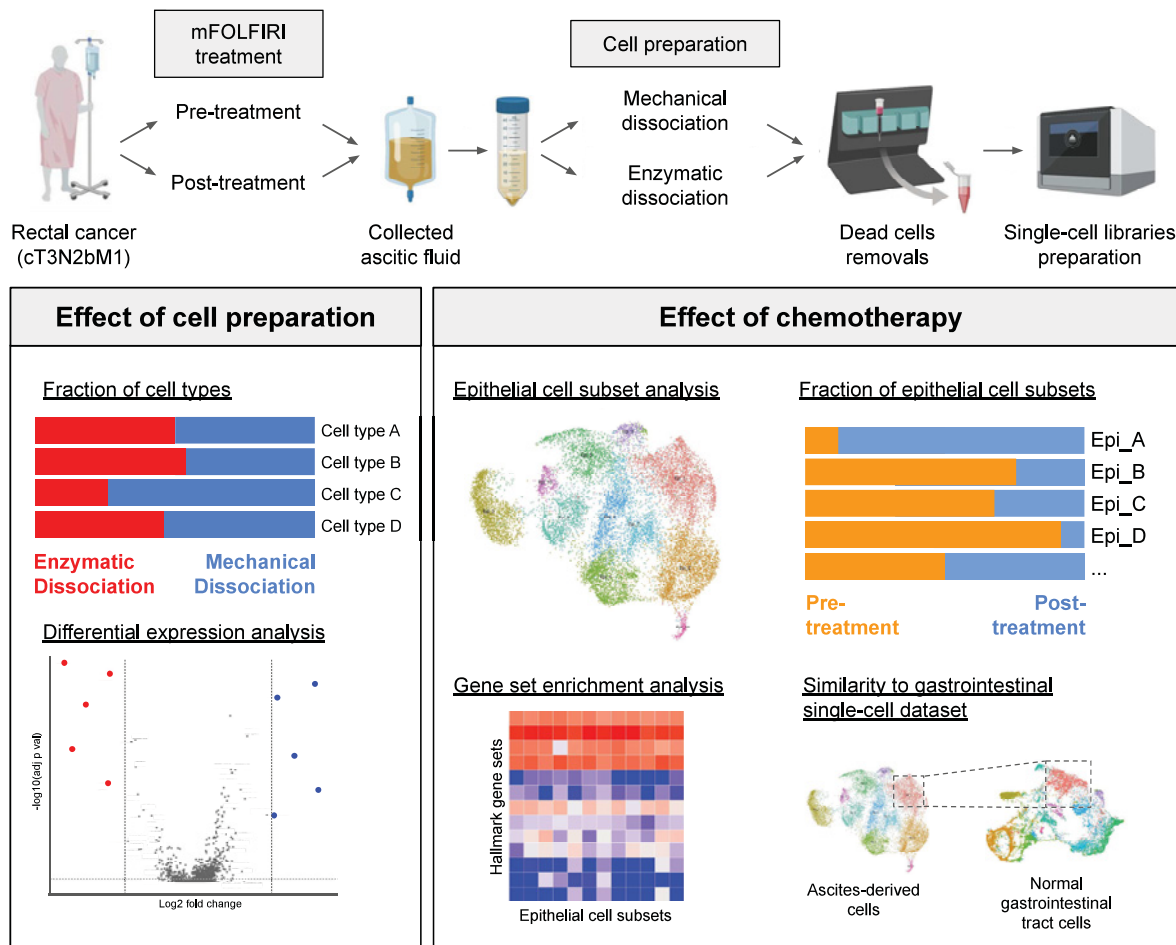 mFOLFIRI
treatment
Cell preparation
Pre-treatment
Post-treatment
Mechanical
dissociation
Enzymatic
dissociation
Rectal cancer
(cT3N2bM1)
Collected
ascitic fluid
Dead cells
removals
Single-cell libraries
preparation
Effect of cell preparation
Fraction of cell types
Cell type A
Cell type B
Cell type C
Cell type D
Enzymatic
Dissociation
Mechanical
Dissociation
Differential expression analysis
-log10(adj p val)
Log2 fold change
Effect of chemotherapy
Epithelial cell subset analysis
Fraction of epithelial cell subsets
Epi_A
Epi_B
Epi_C
Epi_D
...
Pre-
treatment
Post-
treatment
Gene set enrichment analysis
Hallmark gene sets
Epithelial cell subsets
Similarity to gastrointestinal
single-cell dataset
Ascites-derived
cells
Normal
gastrointestinal
tract cells